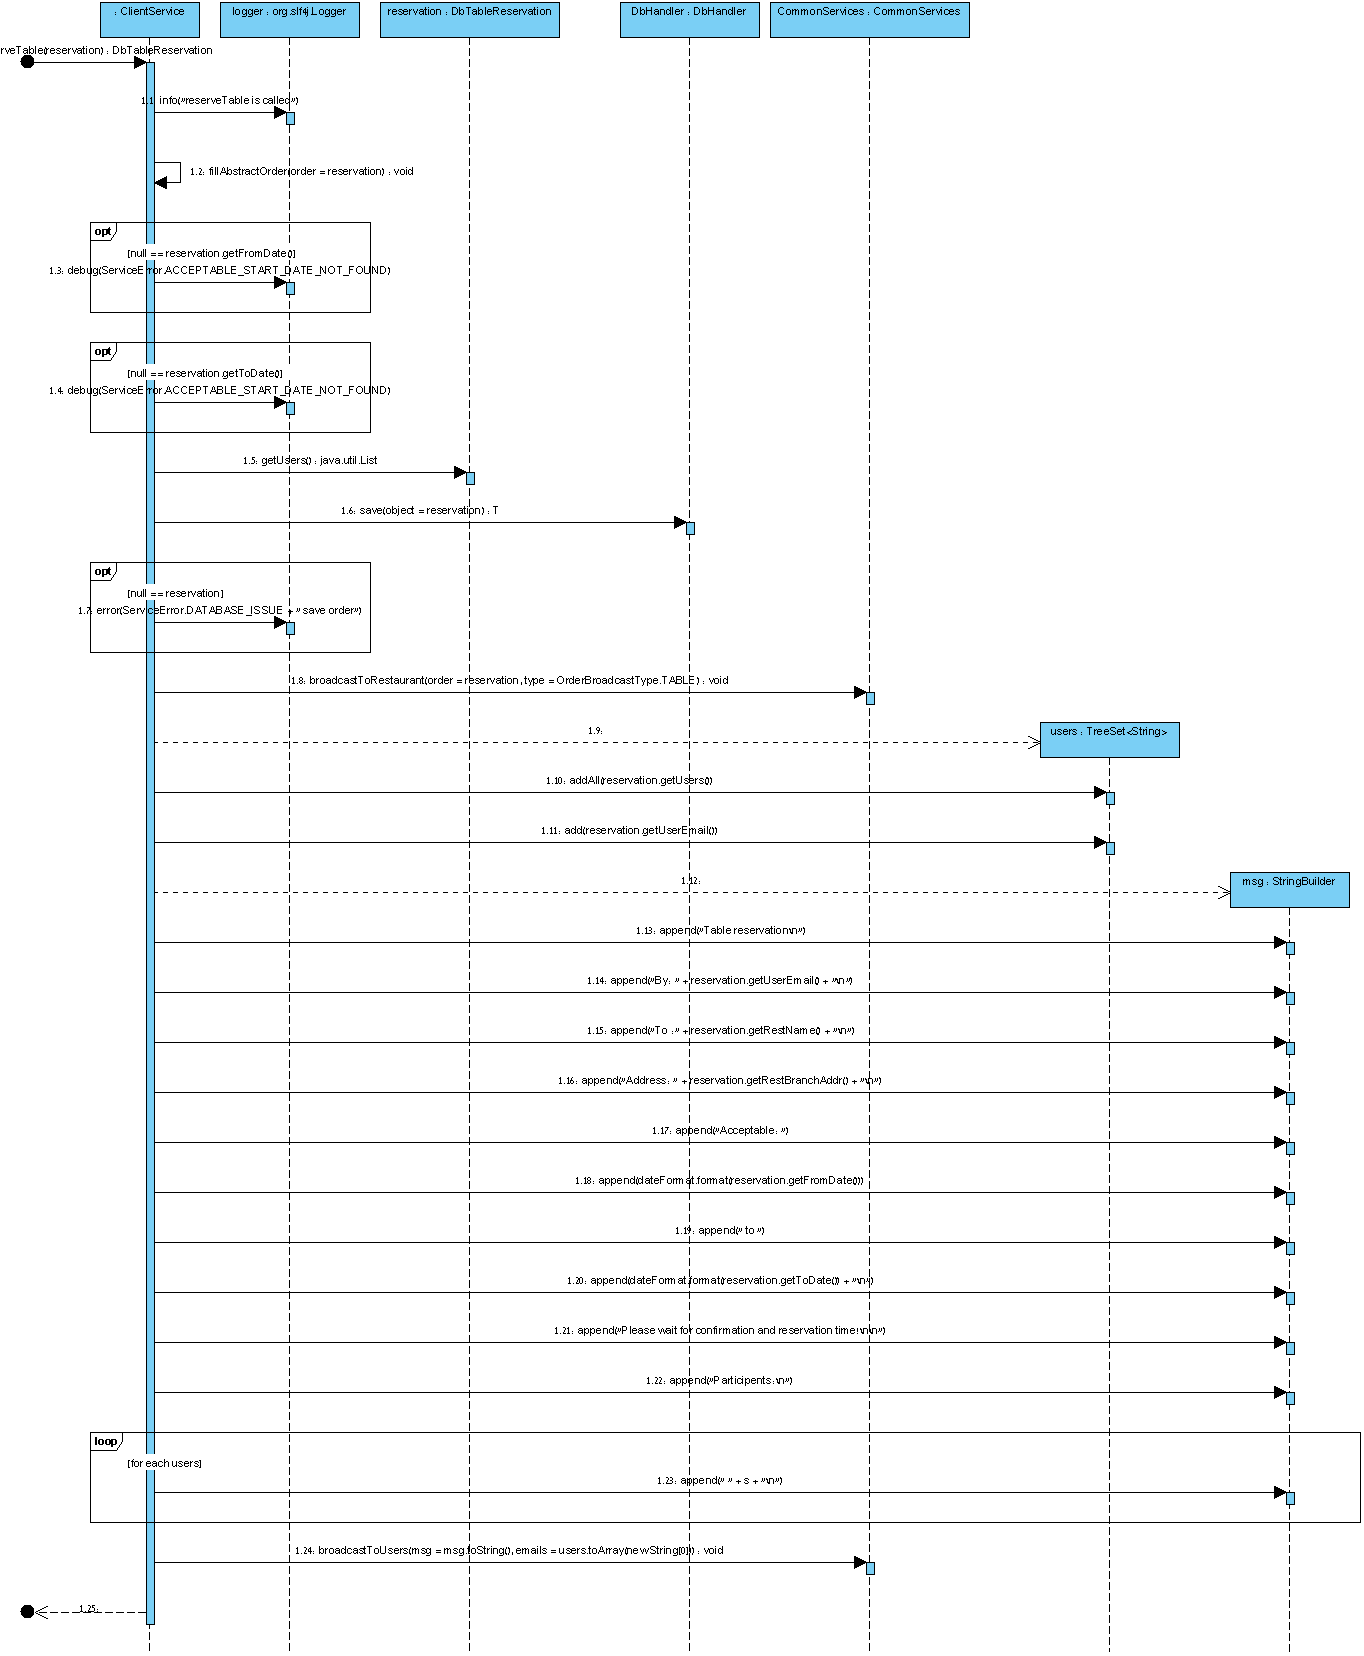 : ClientService
logger : org.slf4j.Logger
reservation : DbTableReservation
DbHandler : DbHandler
CommonServices : CommonServices
rveTable(reservation) : DbTableReservation
1.1: info("reserveTable is called")
1.2: fillAbstractOrder(order = reservation) : void
opt
[null == reservation.getFromDate()]
1.3: debug(ServiceError.ACCEPTABLE_START_DATE_NOT_FOUND)
opt
[null == reservation.getToDate()]
1.4: debug(ServiceError.ACCEPTABLE_START_DATE_NOT_FOUND)
1.5: getUsers() : java.util.List
1.6: save(object = reservation) : T
opt
[null == reservation]
1.7: error(ServiceError.DATABASE_ISSUE + " save order")
1.8: broadcastToRestaurant(order = reservation, type = OrderBroadcastType.TABLE) : void
1.9:
users : TreeSet<String>
1.10: addAll(reservation.getUsers())
1.11: add(reservation.getUserEmail())
1.12:
msg : StringBuilder
1.13: append("Table reservation\n")
1.14: append("By: " + reservation.getUserEmail() + "\n")
1.15: append("To :" + reservation.getRestName() + "\n")
1.16: append("Address: " + reservation.getRestBranchAddr() + "\n")
1.17: append("Acceptable: ")
1.18: append(dateFormat.format(reservation.getFromDate()))
1.19: append(" to ")
1.20: append(dateFormat.format(reservation.getToDate()) + "\n")
1.21: append("Please wait for confirmation and reservation time!\n\n")
1.22: append("Participents:\n")
loop
[for each users]
1.23: append(" " + s + "\n")
1.24: broadcastToUsers(msg = msg.toString(), emails = users.toArray(new String[0])) : void
1.25: